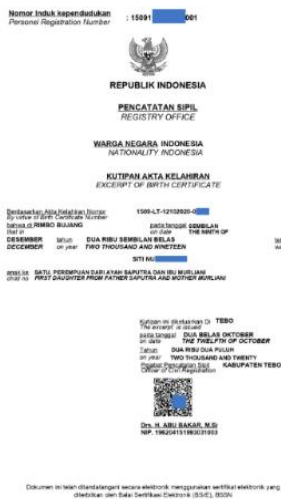 Nomor Induk kependudukan : 15091 001
Personel Registration Number
REPUBLIK INDONESIA
PENCATATAN SIPIL
REGISTRY OFFICE
WARGA NEGARA INDONESIA
NATIONALITY INDONESIA
KUTIPAN AKTA KELAHIRAN
EXCERPT OF BIRTH CERTIFICATE
Berdasarkan Akta Kelahiran Nomor 1509-LT-12102020-0
By virtue of Birth Certificate Number
bahwa di RIMBO BUJANG pada tanggal SEMBILAN
that in on date THE NINTH OF
DESEMBER tahun DUA RIBU SEMBILAN BELAS
DECEMBER on year TWO THOUSAND AND NINETEEN
SITI NU
anak ke SATU, PEREMPUAN DARI AYAH SAPUTRA DAN IBU MURLIANI
child no FIRST DAUGHTER FROM FATHER SAPUTRA AND MOTHER MURLIANI
Kutipan ini dikeluarkan Di TEBO
The excerpt is issued
pada tanggal DUA BELAS OKTOBER
on date THE TWELFTH OF OCTOBER
Tahun DUA RIBU DUA PULUH
on year TWO THOUSAND AND TWENTY
Pejabat Pencatatan Sipil KABUPATEN TEBO
Officer of Civil Registration
Drs. H. ABU BAKAR, M.Si
NIP. 196204151993031003
Dokumen ini telah ditandatangani secara elektronik menggunakan sertifikat elektronik yang
diterbitkan oleh Balai Sertifikasi Elektronik (BSrE), BSSN